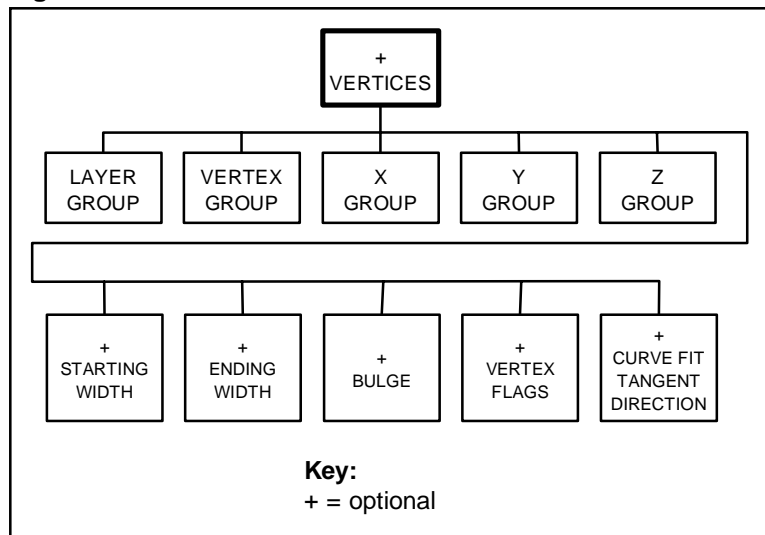 +
VERTICES
LAYER
GROUP
VERTEX
GROUP
X
GROUP
Y
GROUP
Z
GROUP
+
STARTING
WIDTH
+
ENDING
WIDTH
+
BULGE
+
VERTEX
FLAGS
+
CURVE FIT
TANGENT
DIRECTION
Key:
+ = optional